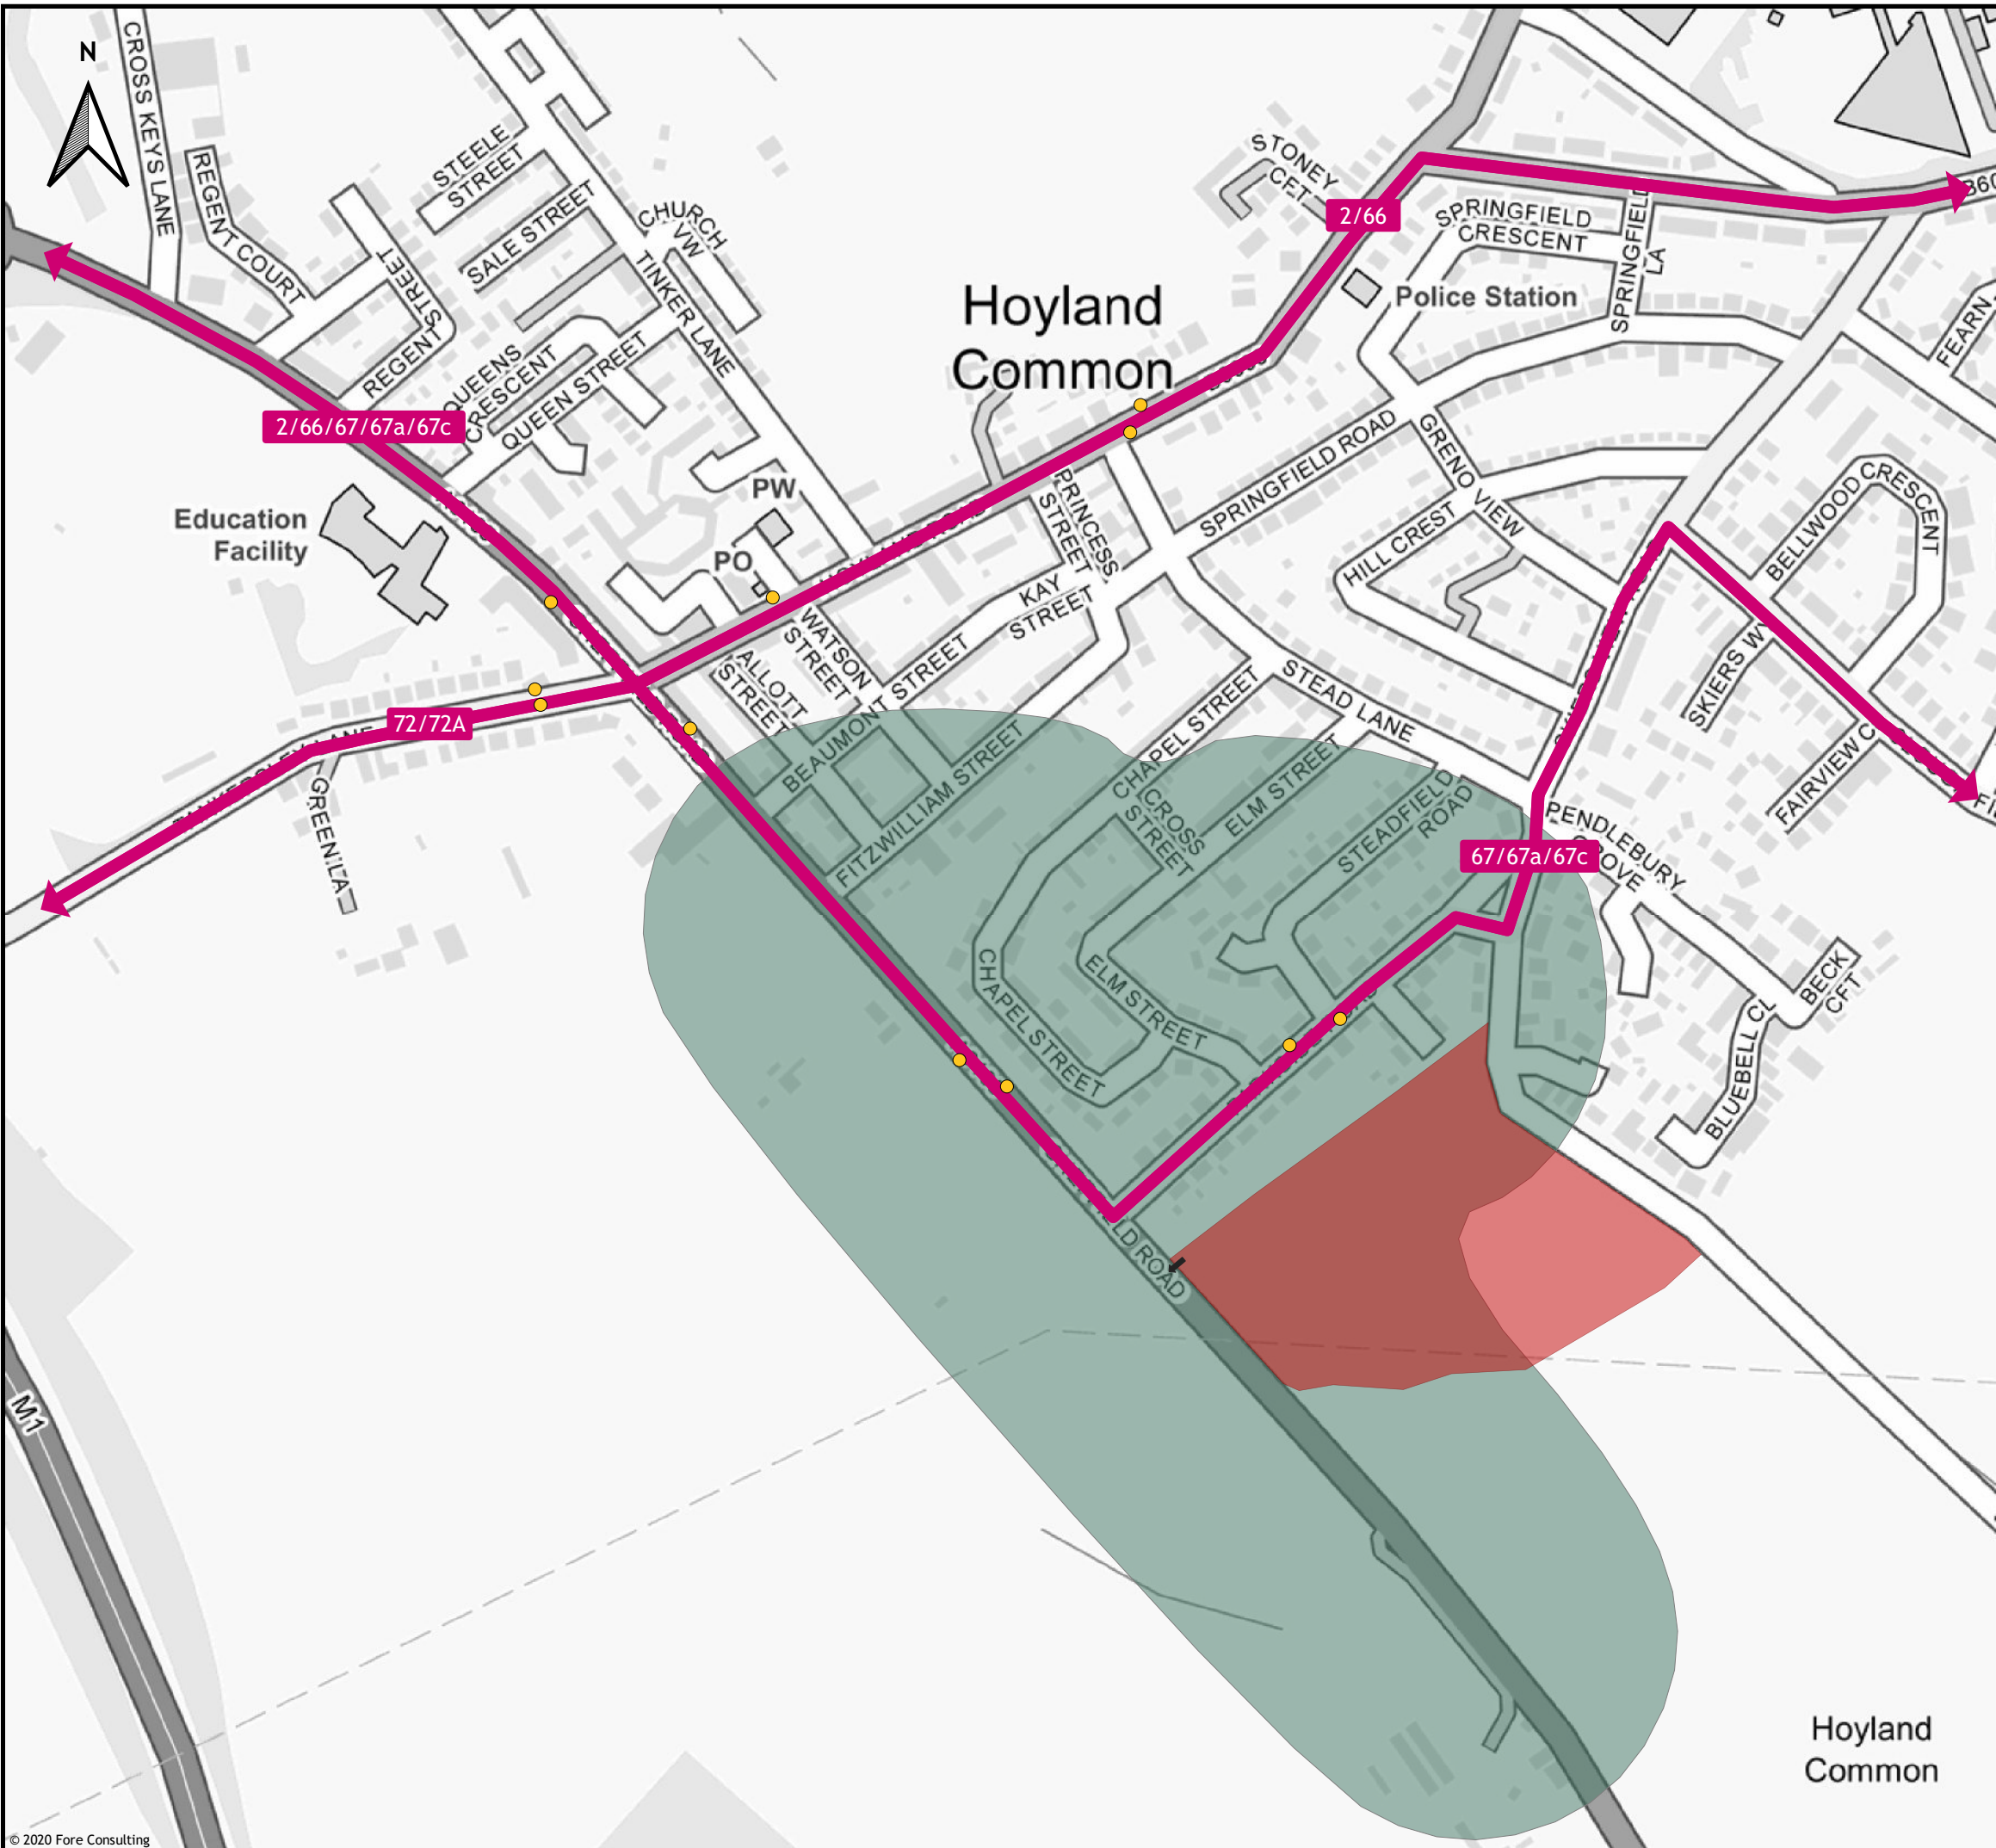 N
CROSS KEYS LANE
REGENT COURT
STEELE
STREET
SALE STREET
CHURCH
VW
TINKER LANE
STREET
REGENT
QUEENS
CRESCENT
QUEEN STREET
2/66/67/67a/67c
Education
Facility
PW
PO
Hoyland
Common
STONEY
CFT
2/66
SPRINGFIELD
CRESCENT
SPRINGFIELD
LA
Police Station
FEARN
SPRINGFIELD ROAD
GRENO VIEW
HILL CREST
BELLWOOD
CRESCENT
SKIERS WY
FAIRVIEW C
PRINCESS
STREET
KAY
STREET
WATSON
STREET
ALLOTT
STREET
BEAUMONT STREET
FITZWILLIAM STREET
72/72A
TANKERSLEY LANE
GREEN LA
CHAPEL STREET
CROSS
STREET
ELM STREET
STEAD LANE
STEADFIELD
ROAD
67/67a/67c
PENDLEBURY
GROVE
CHAPEL STREET
ELM STREET
BECK
CFT
BLUEBELL CL
M1
Hoyland
Common
© 2020 Fore Consulting